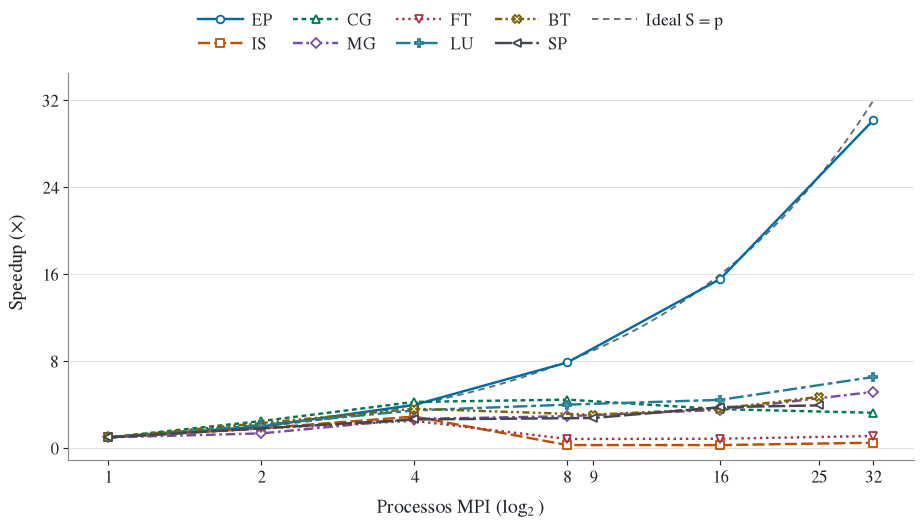 EP CG FT BT Ideal S = p
IS MG LU SP
32
24
16
8
0
Speedup (×)
1 2 4 8 9 16 25 32
Processos MPI (log₂ )